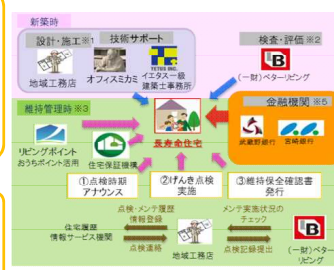 新築時
設計・施工※1
技術サポート
検査・評価※2
地域工務店
オフィスミカミ
イエタス一級
建築士事務所
(一財)ベターリビング
維持管理時※3
金融機関※5
リビングポイント
おうちポイント活用
住宅保証機構
長寿命住宅
武蔵野銀行
宮崎銀行
①点検時期
アナウンス
②げんき点検
実施
③維持保全確認書
発行
点検・メンテ履歴
情報登録
メンテ実施状況の
チェック
住宅履歴
情報サービス機関
点検連絡
地域工務店
点検記録提出
(一財)ベター
リビング